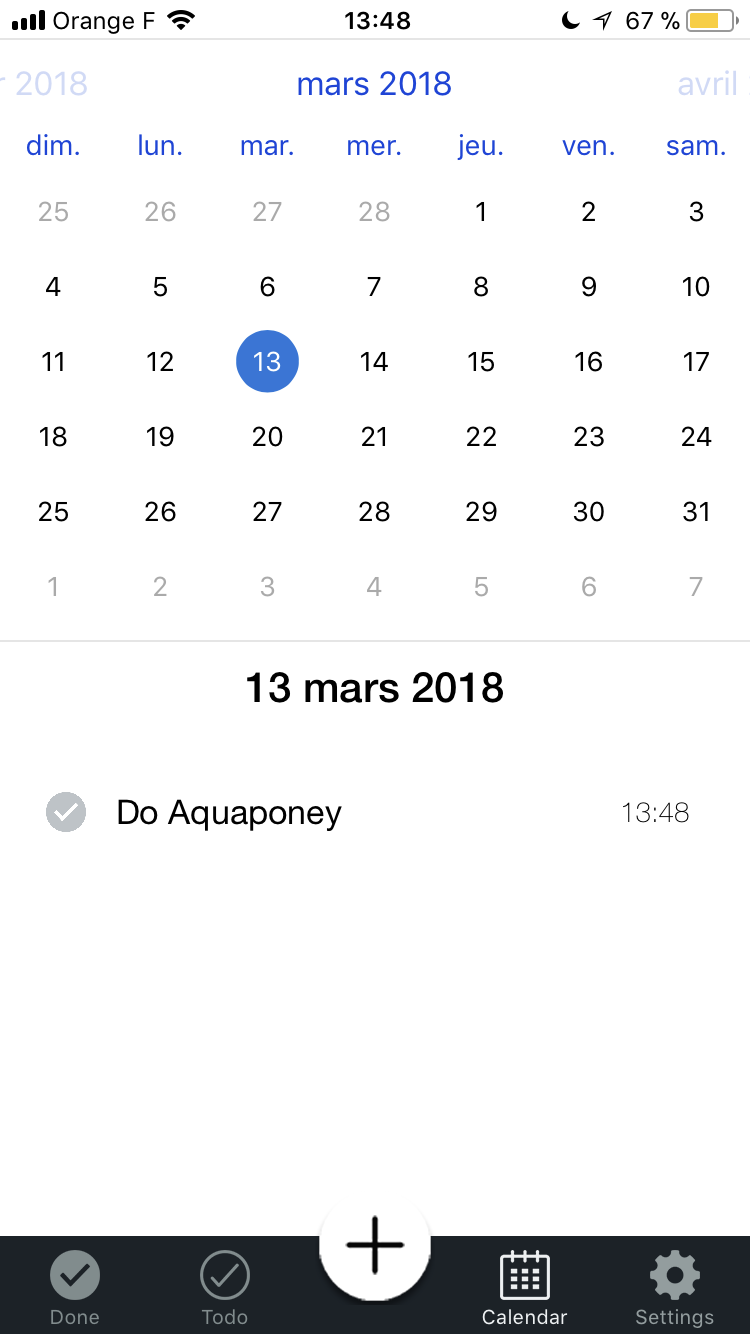 Orange F 13:48 67 %
r 2018 mars 2018 avril
dim. lun. mar. mer. jeu. ven. sam.
25 26 27 28 1 2 3
4 5 6 7 8 9 10
11 12 13 14 15 16 17
18 19 20 21 22 23 24
25 26 27 28 29 30 31
1 2 3 4 5 6 7
13 mars 2018
Do Aquaponey 13:48
Done Todo Calendar Settings